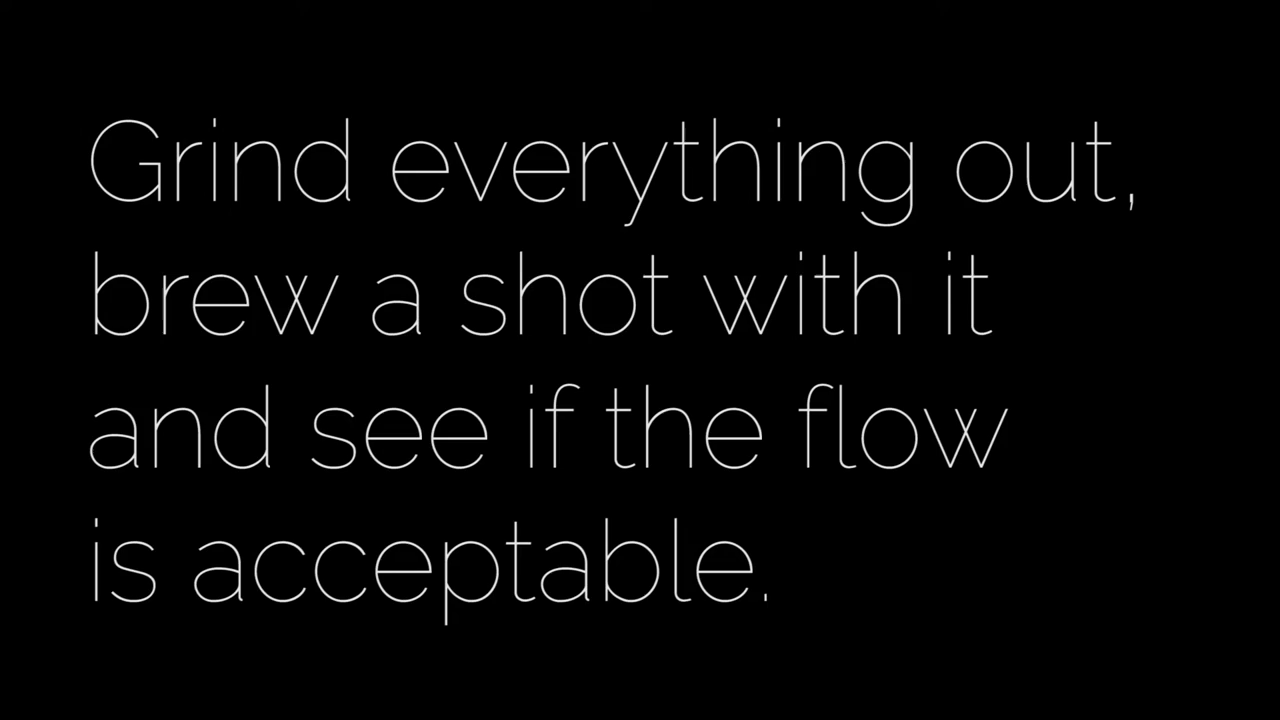 Grind everything out,
brew a shot with it
and see if the flow
is acceptable.